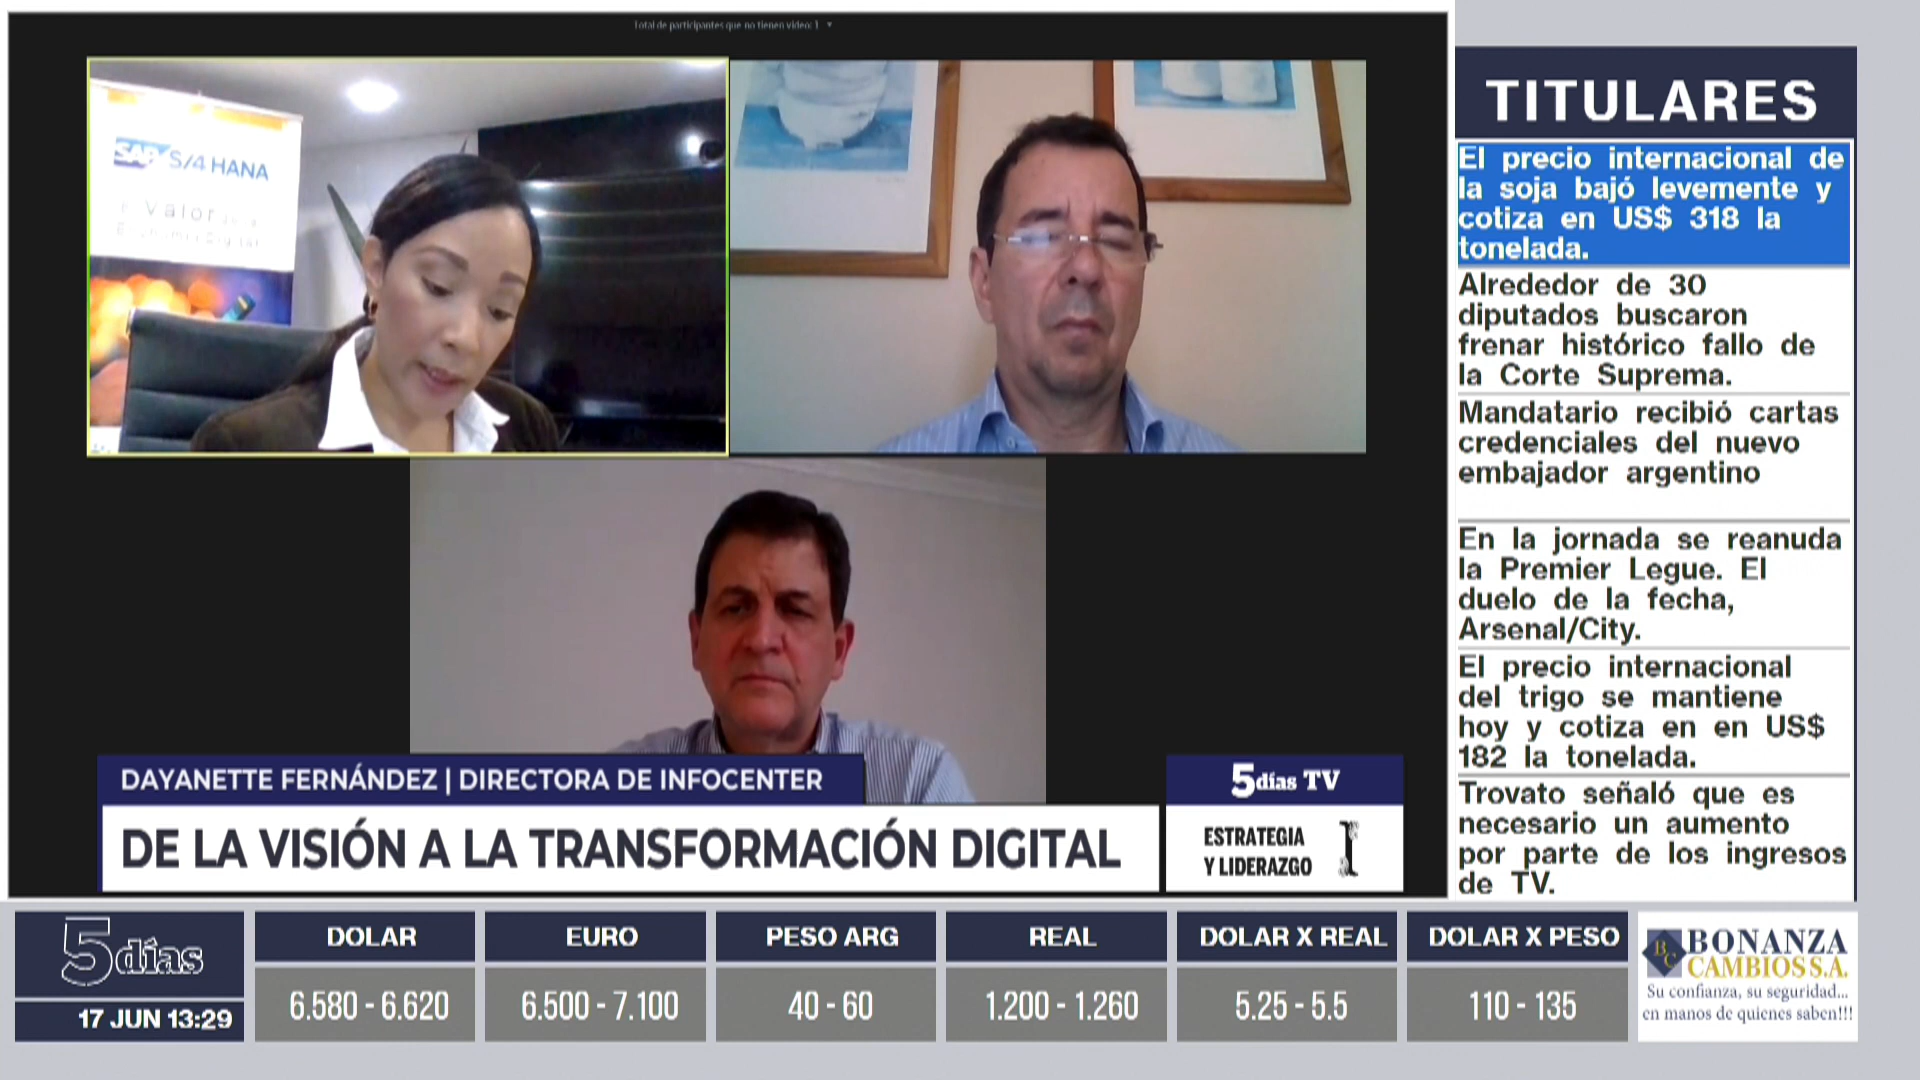 Total de participantes que no tienen video: 1
SAP S/4 HANA
Valor
TITULARES
El precio internacional de
la soja bajó levemente y
cotiza en US$ 318 la
tonelada.
Alrededor de 30
diputados buscaron
frenar histórico fallo de
la Corte Suprema.
Mandatario recibió cartas
credenciales del nuevo
embajador argentino
En la jornada se reanuda
la Premier Legue. El
duelo de la fecha,
Arsenal/City.
El precio internacional
del trigo se mantiene
hoy y cotiza en en US$
182 la tonelada.
Trovato señaló que es
necesario un aumento
por parte de los ingresos
de TV.
DAYANETTE FERNÁNDEZ | DIRECTORA DE INFOCENTER
DE LA VISIÓN A LA TRANSFORMACIÓN DIGITAL
5días TV
ESTRATEGIA
Y LIDERAZGO
5días
17 JUN 13:29
DOLAR
6.580 - 6.620
EURO
6.500 - 7.100
PESO ARG
40 - 60
REAL
1.200 - 1.260
DOLAR X REAL
5.25 - 5.5
DOLAR X PESO
110 - 135
BC
BONANZA
CAMBIOS S.A.
Su confianza, su seguridad...
en manos de quienes saben!!!